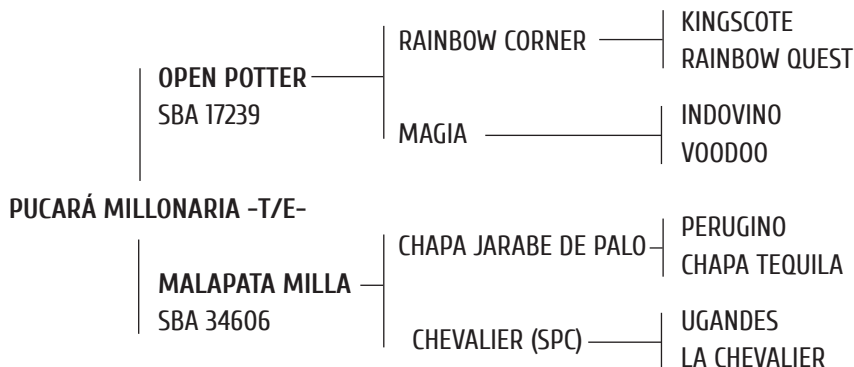 KINGSCOTE
RAINBOW CORNER
RAINBOW QUEST
OPEN POTTER
SBA 17239
INDOVINO
MAGIA
VOODOO
PUCARÁ MILLONARIA -T/E-
PERUGINO
CHAPA JARABE DE PALO
CHAPA TEQUILA
MALAPATA MILLA
SBA 34606
UGANDES
CHEVALIER (SPC)
LA CHEVALIER